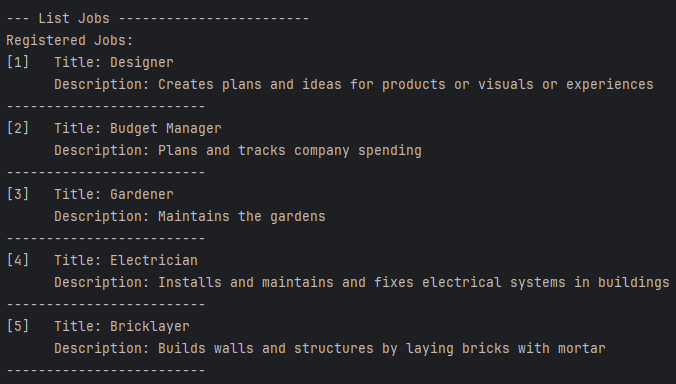 --- List Jobs ------------------------
Registered Jobs:
[1]   Title: Designer
      Description: Creates plans and ideas for products or visuals or experiences
-------------------------
[2]   Title: Budget Manager
      Description: Plans and tracks company spending
-------------------------
[3]   Title: Gardener
      Description: Maintains the gardens
-------------------------
[4]   Title: Electrician
      Description: Installs and maintains and fixes electrical systems in buildings
-------------------------
[5]   Title: Bricklayer
      Description: Builds walls and structures by laying bricks with mortar
-------------------------